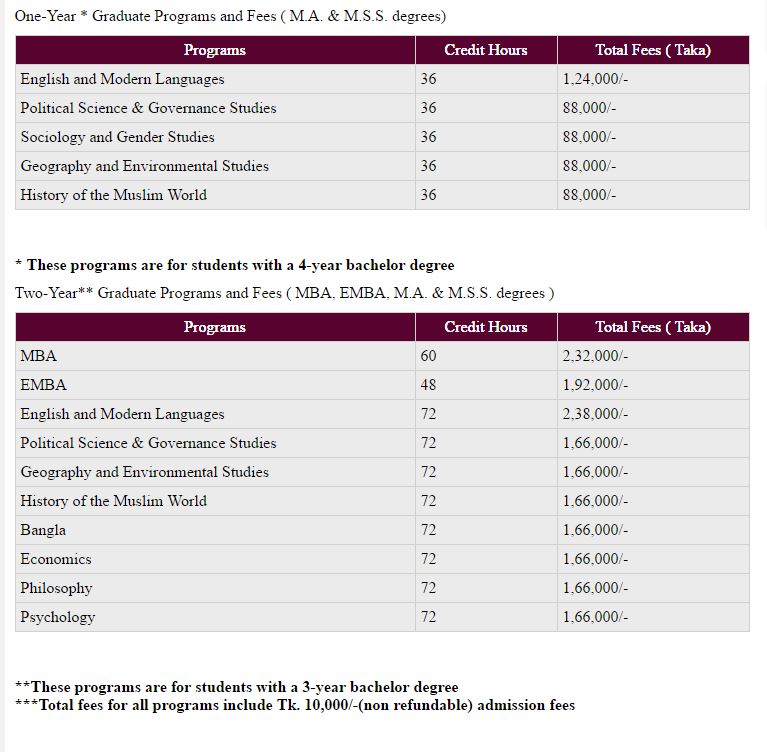 One-Year * Graduate Programs and Fees ( M.A. & M.S.S. degrees)
Programs Credit Hours Total Fees ( Taka)
English and Modern Languages 36 1,24,000/-
Political Science & Governance Studies 36 88,000/-
Sociology and Gender Studies 36 88,000/-
Geography and Environmental Studies 36 88,000/-
History of the Muslim World 36 88,000/-
* These programs are for students with a 4-year bachelor degree
Two-Year** Graduate Programs and Fees ( MBA, EMBA, M.A. & M.S.S. degrees )
Programs Credit Hours Total Fees ( Taka)
MBA 60 2,32,000/-
EMBA 48 1,92,000/-
English and Modern Languages 72 2,38,000/-
Political Science & Governance Studies 72 1,66,000/-
Geography and Environmental Studies 72 1,66,000/-
History of the Muslim World 72 1,66,000/-
Bangla 72 1,66,000/-
Economics 72 1,66,000/-
Philosophy 72 1,66,000/-
Psychology 72 1,66,000/-
**These programs are for students with a 3-year bachelor degree
***Total fees for all programs include Tk. 10,000/-(non refundable) admission fees